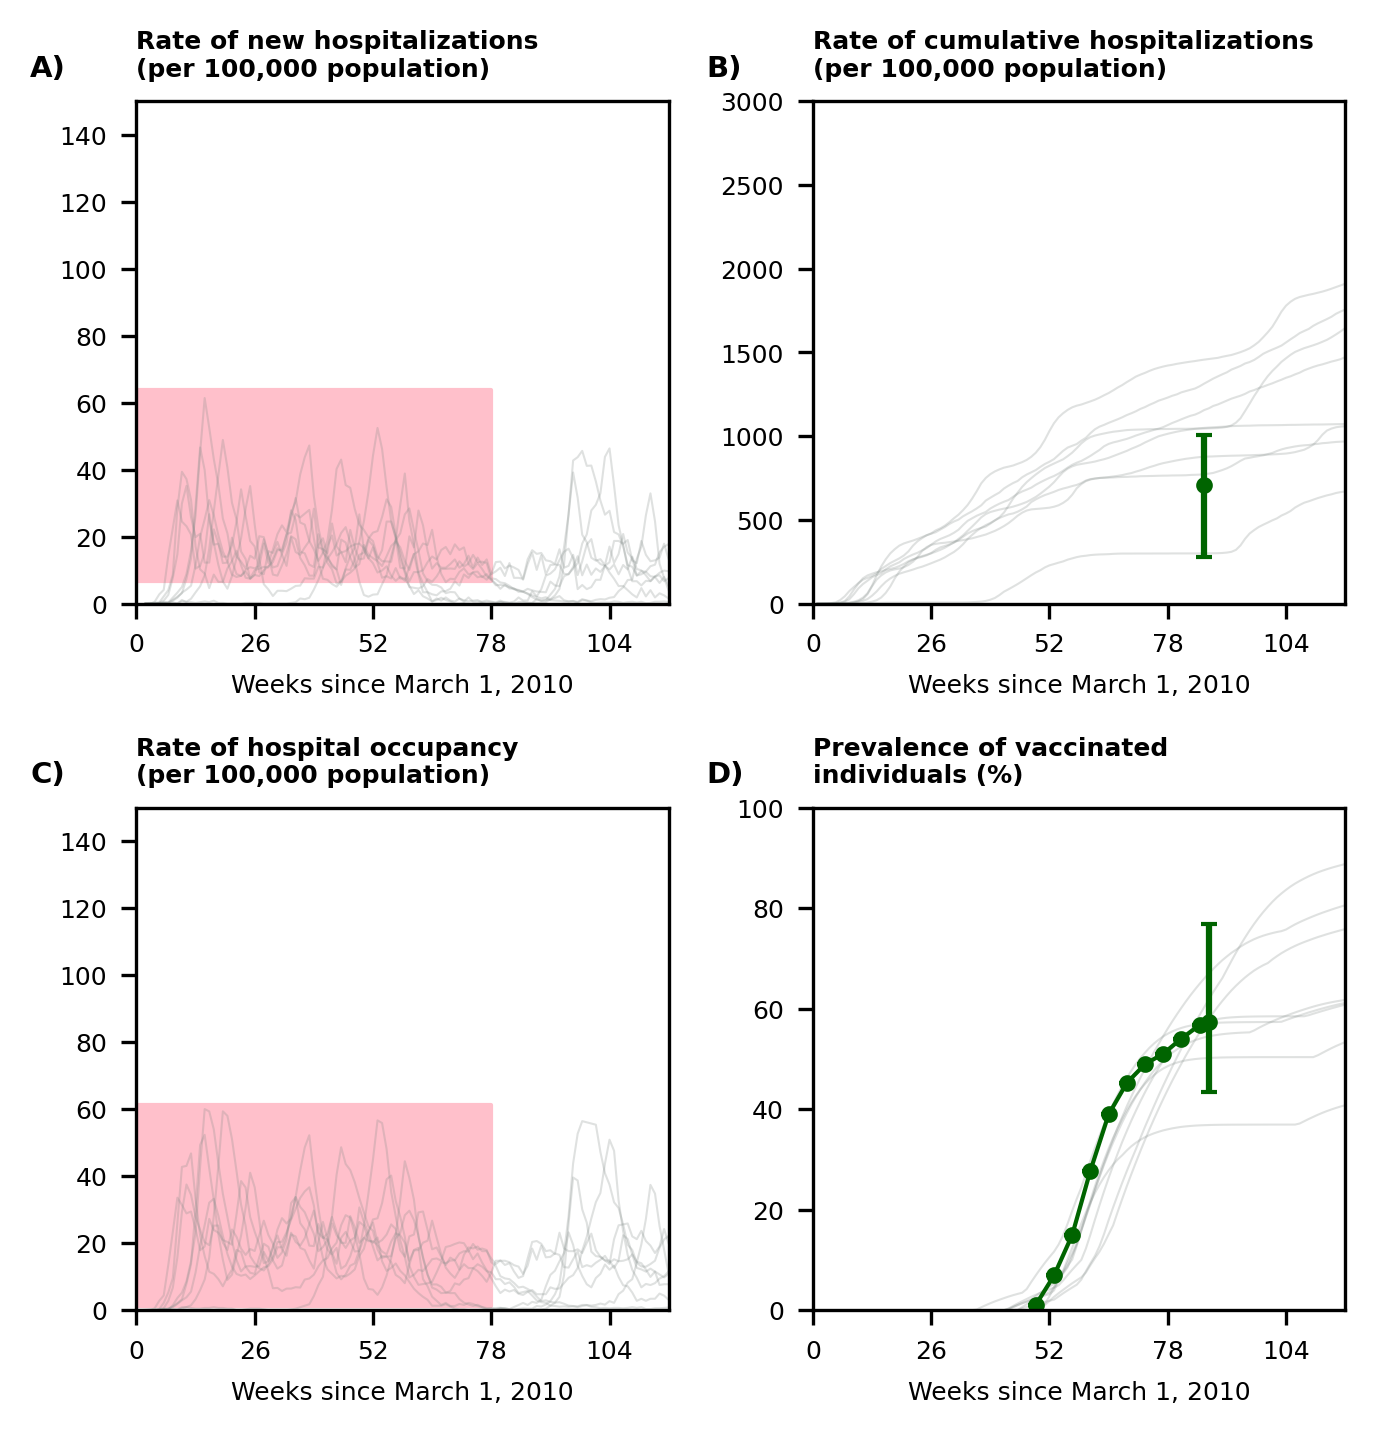 A)
Rate of new hospitalizations
(per 100,000 population)
140
120
100
80
60
40
20
0
0 26 52 78 104
Weeks since March 1, 2010
B)
Rate of cumulative hospitalizations
(per 100,000 population)
3000
2500
2000
1500
1000
500
0
0 26 52 78 104
Weeks since March 1, 2010
C)
Rate of hospital occupancy
(per 100,000 population)
140
120
100
80
60
40
20
0
0 26 52 78 104
Weeks since March 1, 2010
D)
Prevalence of vaccinated
individuals (%)
100
80
60
40
20
0
0 26 52 78 104
Weeks since March 1, 2010